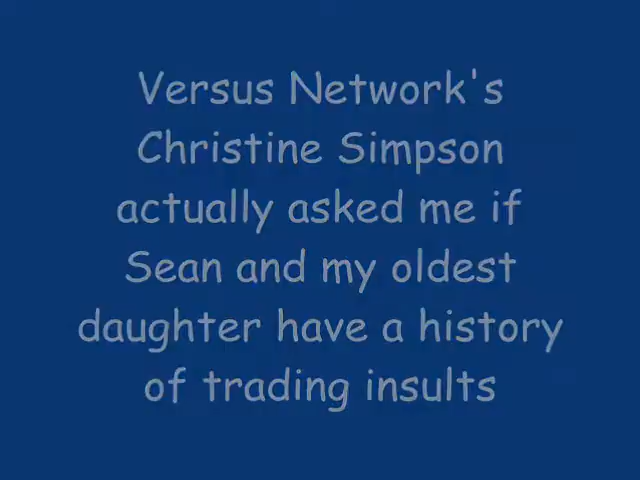 Versus Network's
Christine Simpson
actually asked me if
Sean and my oldest
daughter have a history
of trading insults